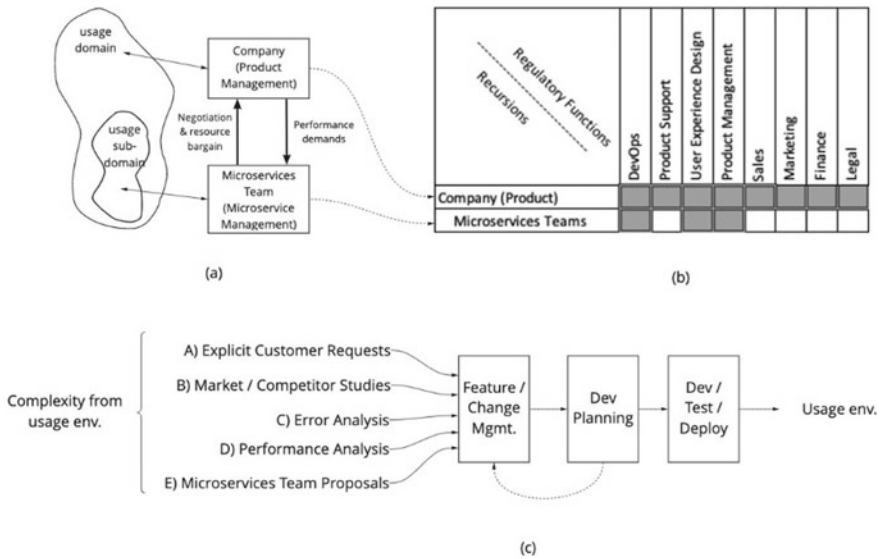 usage
domain
Company
(Product
Management)
Negotiation
& resource
bargain
Performance
demands
usage
sub-
domain
Microservices
Team
(Microservice
Management)
(a)
Regulatory Functions
Recursions
DevOps
Product Support
User Experience Design
Product Management
Sales
Marketing
Finance
Legal
Company (Product)
Microservices Teams
(b)
Complexity from
usage env.
A) Explicit Customer Requests
B) Market / Competitor Studies
C) Error Analysis
D) Performance Analysis
E) Microservices Team Proposals
Feature /
Change
Mgmt.
Dev
Planning
Dev /
Test /
Deploy
Usage env.
(c)